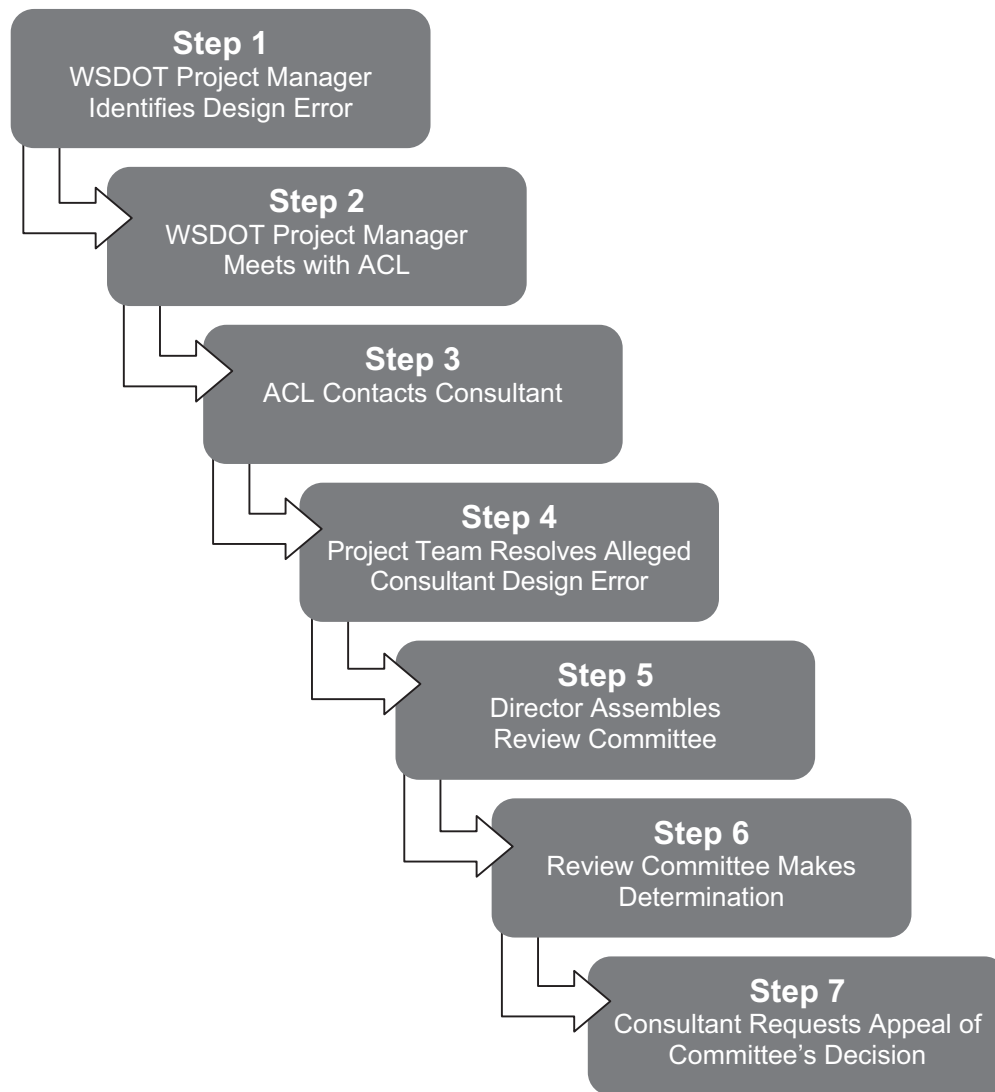 Step 1
WSDOT Project Manager
Identifies Design Error
Step 2
WSDOT Project Manager
Meets with ACL
Step 3
ACL Contacts Consultant
Step 4
Project Team Resolves Alleged
Consultant Design Error
Step 5
Director Assembles
Review Committee
Step 6
Review Committee Makes
Determination
Step 7
Consultant Requests Appeal of
Committee’s Decision